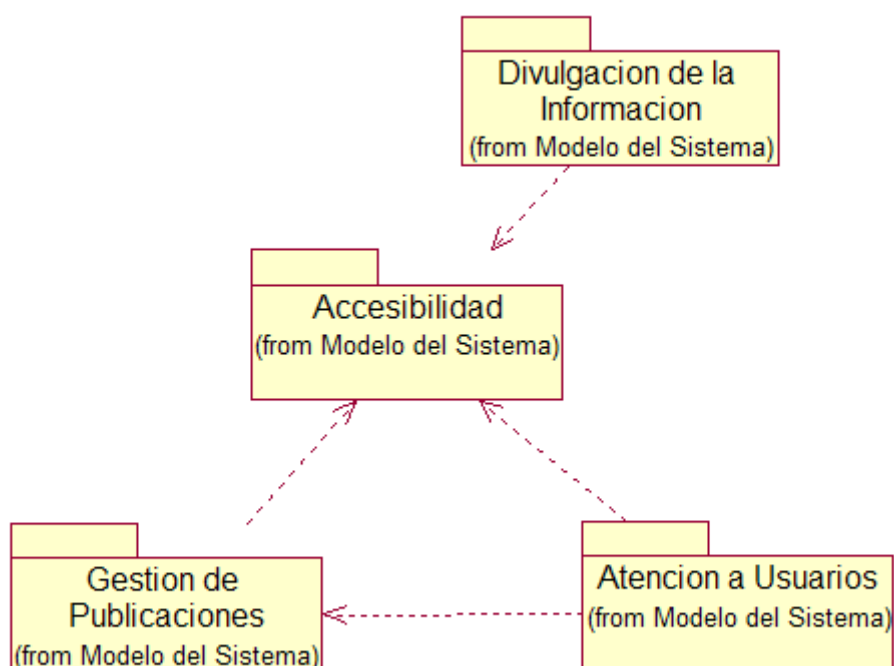 Divulgacion de la
Informacion
(from Modelo del Sistema)
Accesibilidad
(from Modelo del Sistema)
Gestion de
Publicaciones
(from Modelo del Sistema)
Atencion a Usuarios
(from Modelo del Sistema)